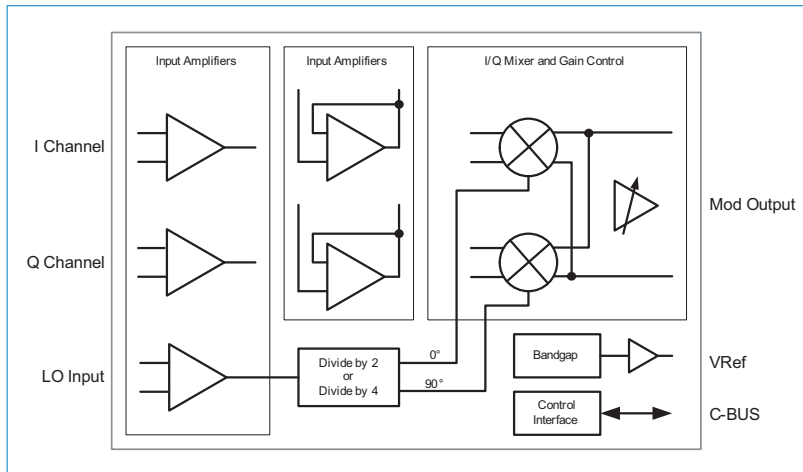 Input Amplifiers
Input Amplifiers
I/Q Mixer and Gain Control
I Channel
Mod Output
Q Channel
LO Input
Divide by 2
or
Divide by 4
0°
90°
Bandgap
VRef
Control
Interface
C-BUS